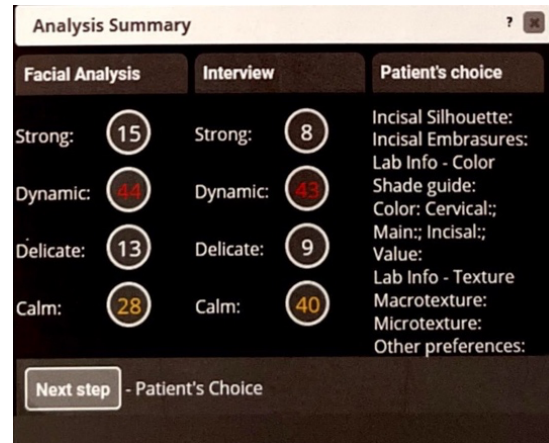 Analysis Summary ?
Facial Analysis
Strong: 15
Dynamic: 44
Delicate: 13
Calm: 28
Interview
Strong: 8
Dynamic: 43
Delicate: 9
Calm: 40
Patient's choice
Incisal Silhouette:
Incisal Embrasures:
Lab Info - Color
Shade guide:
Color: Cervical:;
Main:; Incisal:;
Value:
Lab Info - Texture
Macrotexture:
Microtexture:
Other preferences:
Next step - Patient's Choice